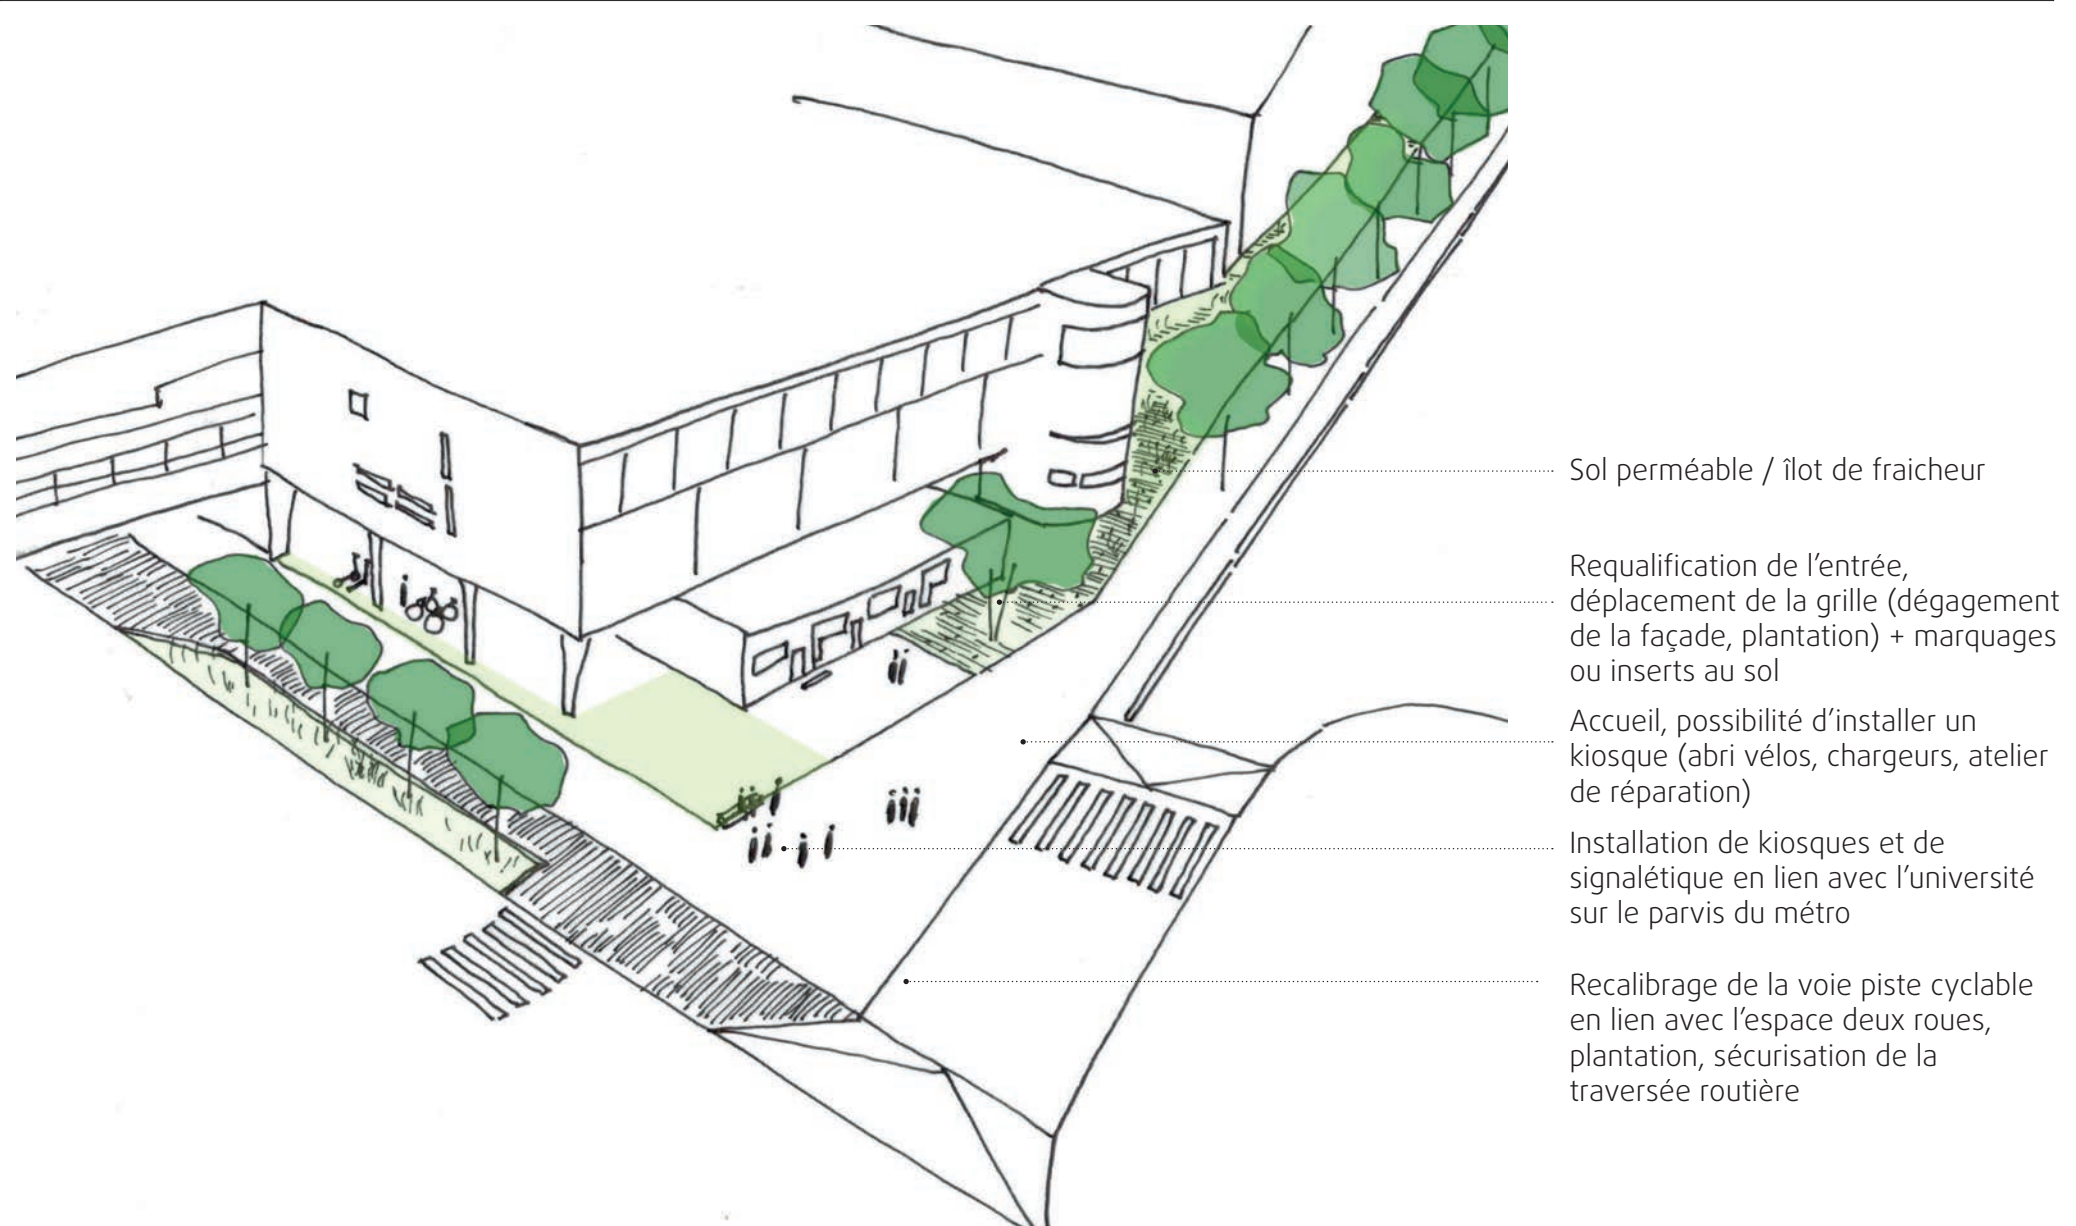 Sol perméable / îlot de fraicheur
Requalification de l’entrée,
déplacement de la grille (dégagement
de la façade, plantation) + marquages
ou inserts au sol
Accueil, possibilité d’installer un
kiosque (abri vélos, chargeurs, atelier
de réparation)
Installation de kiosques et de
signalétique en lien avec l’université
sur le parvis du métro
Recalibrage de la voie piste cyclable
en lien avec l’espace deux roues,
plantation, sécurisation de la
traversée routière